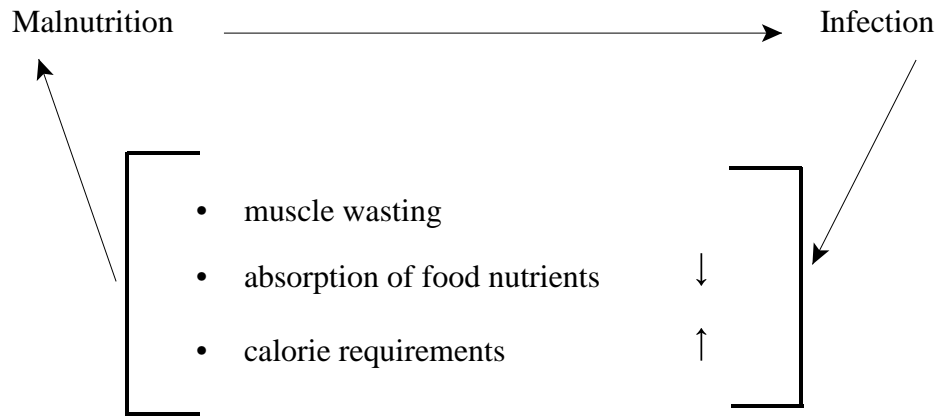 Malnutrition Infection
• muscle wasting
• absorption of food nutrients ↓
• calorie requirements ↑